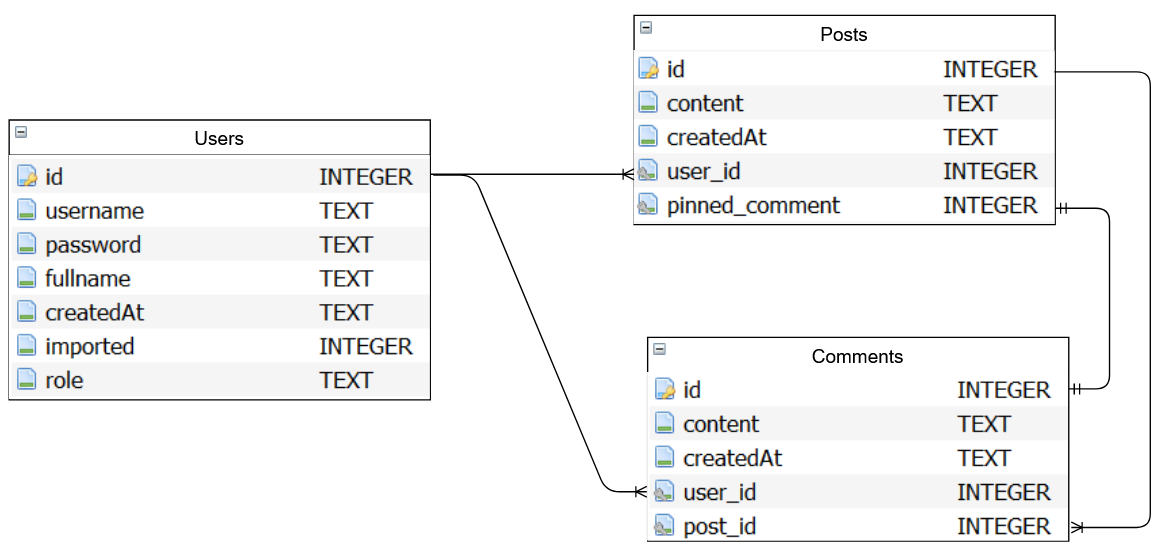 Users
id INTEGER
username TEXT
password TEXT
fullname TEXT
createdAt TEXT
imported INTEGER
role TEXT
Posts
id INTEGER
content TEXT
createdAt TEXT
user_id INTEGER
pinned_comment INTEGER
Comments
id INTEGER
content TEXT
createdAt TEXT
user_id INTEGER
post_id INTEGER